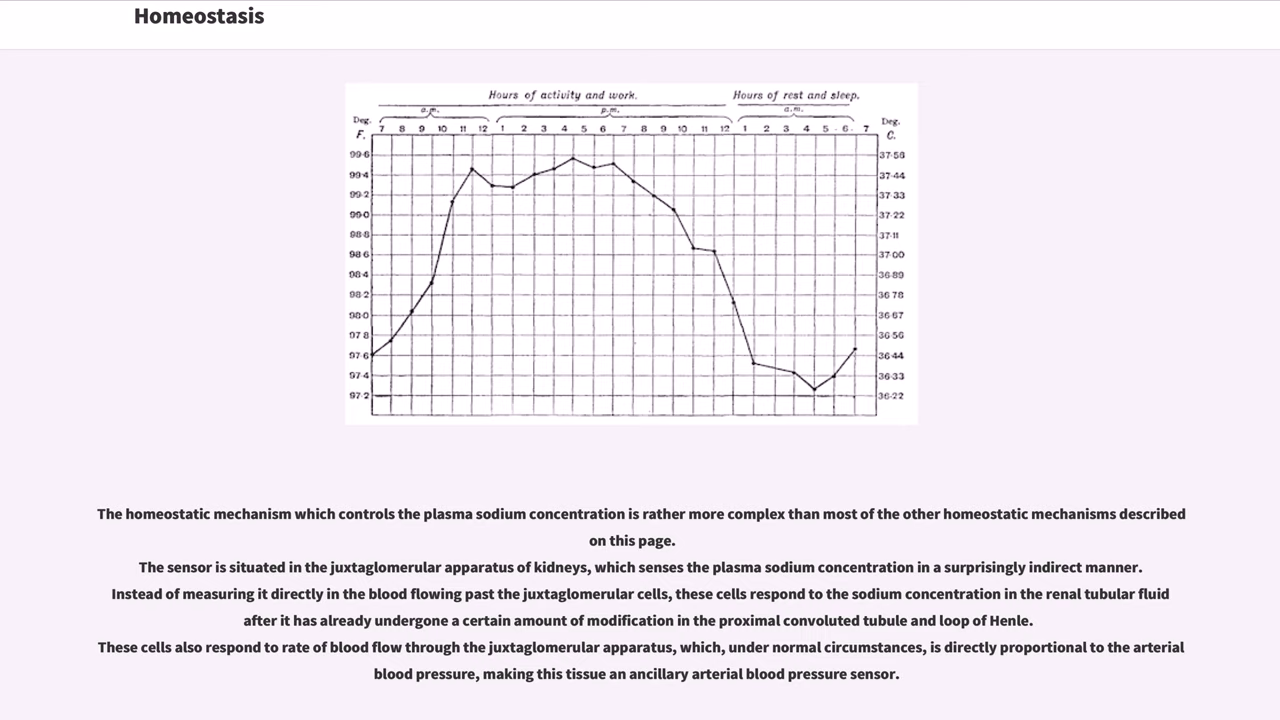 Homeostasis
Hours of activity and work. Hours of rest and sleep.
a.m. p.m. a.m.
Deg. Deg.
F. 7 8 9 10 11 12 1 2 3 4 5 6 7 8 9 10 11 12 1 2 3 4 5 6 7 C.
99·6 37·56
99·4 37·44
99·2 37·33
99·0 37·22
98·8 37·11
98·6 37·00
98·4 36·89
98·2 36·78
98·0 36·67
97·8 36·56
97·6 36·44
97·4 36·33
97·2 36·22
The homeostatic mechanism which controls the plasma sodium concentration is rather more complex than most of the other homeostatic mechanisms described
on this page.
The sensor is situated in the juxtaglomerular apparatus of kidneys, which senses the plasma sodium concentration in a surprisingly indirect manner.
Instead of measuring it directly in the blood flowing past the juxtaglomerular cells, these cells respond to the sodium concentration in the renal tubular fluid
after it has already undergone a certain amount of modification in the proximal convoluted tubule and loop of Henle.
These cells also respond to rate of blood flow through the juxtaglomerular apparatus, which, under normal circumstances, is directly proportional to the arterial
blood pressure, making this tissue an ancillary arterial blood pressure sensor.